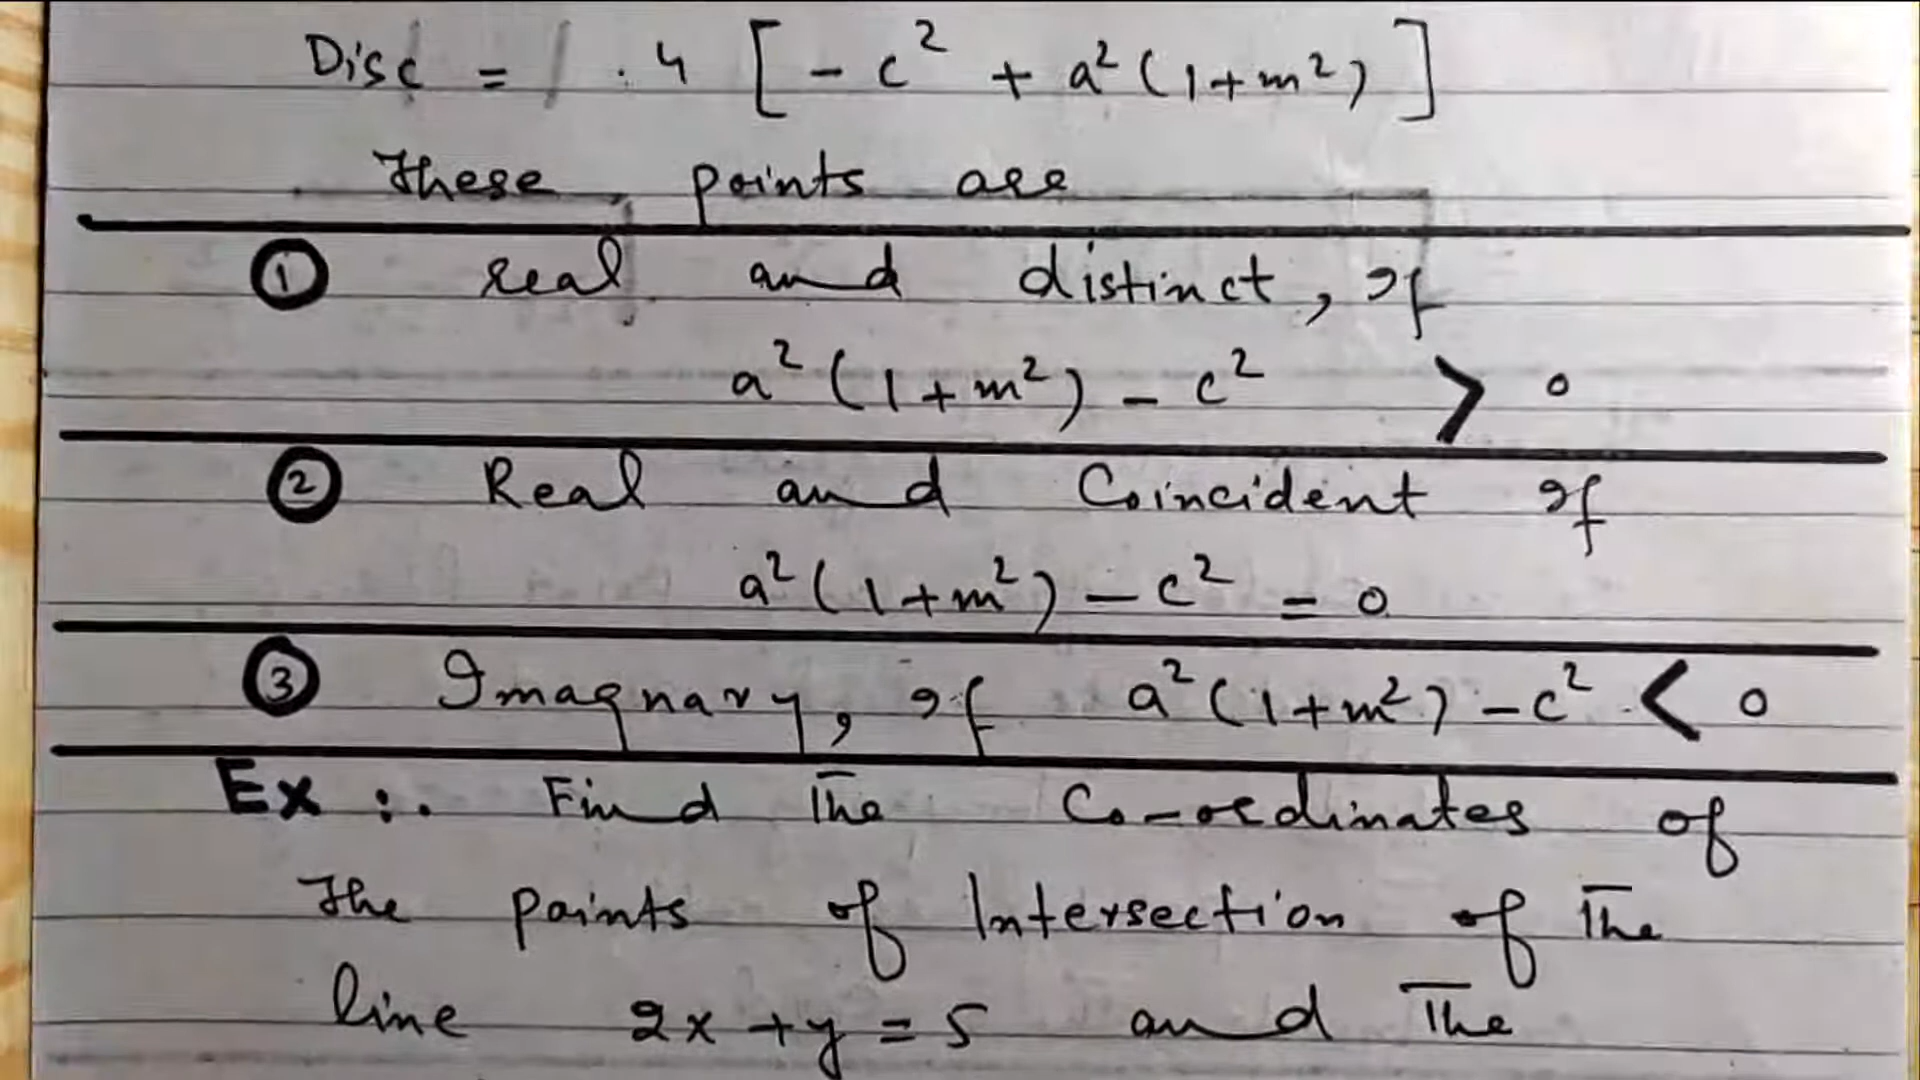 Disc = . 4 [ - c² + a² (1+m²) ]
These points are
① real and distinct, If
a² (1+m²) - c² > 0
② Real and Coincident If
a² (1+m²) - c² = 0
③ Imagnary, If a² (1+m²) - c² < 0
Ex :. Find The Co-ordinates of
The points of Intersection of The
line 2x + y = 5 and The